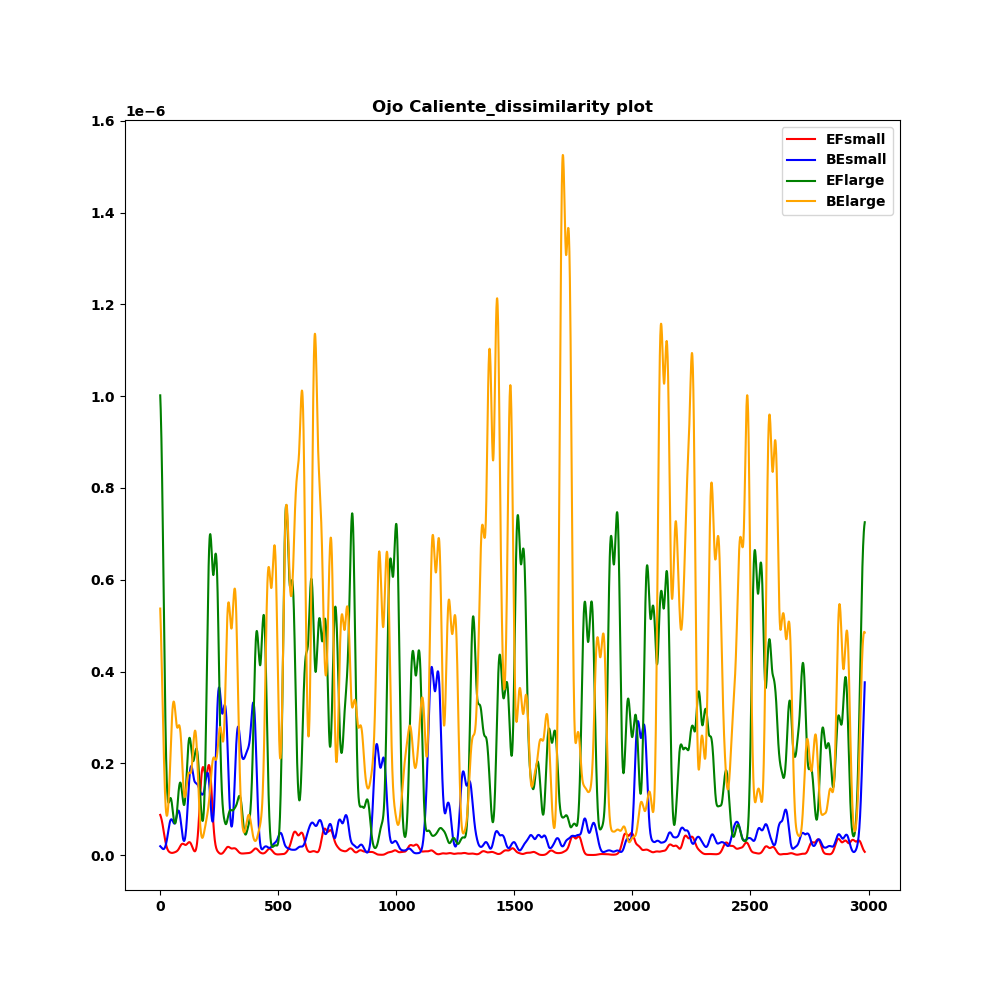 Ojo Caliente_dissimilarity plot
1e−6
1.6
1.4
1.2
1.0
0.8
0.6
0.4
0.2
0.0
EFsmall
BEsmall
EFlarge
BElarge
0 500 1000 1500 2000 2500 3000